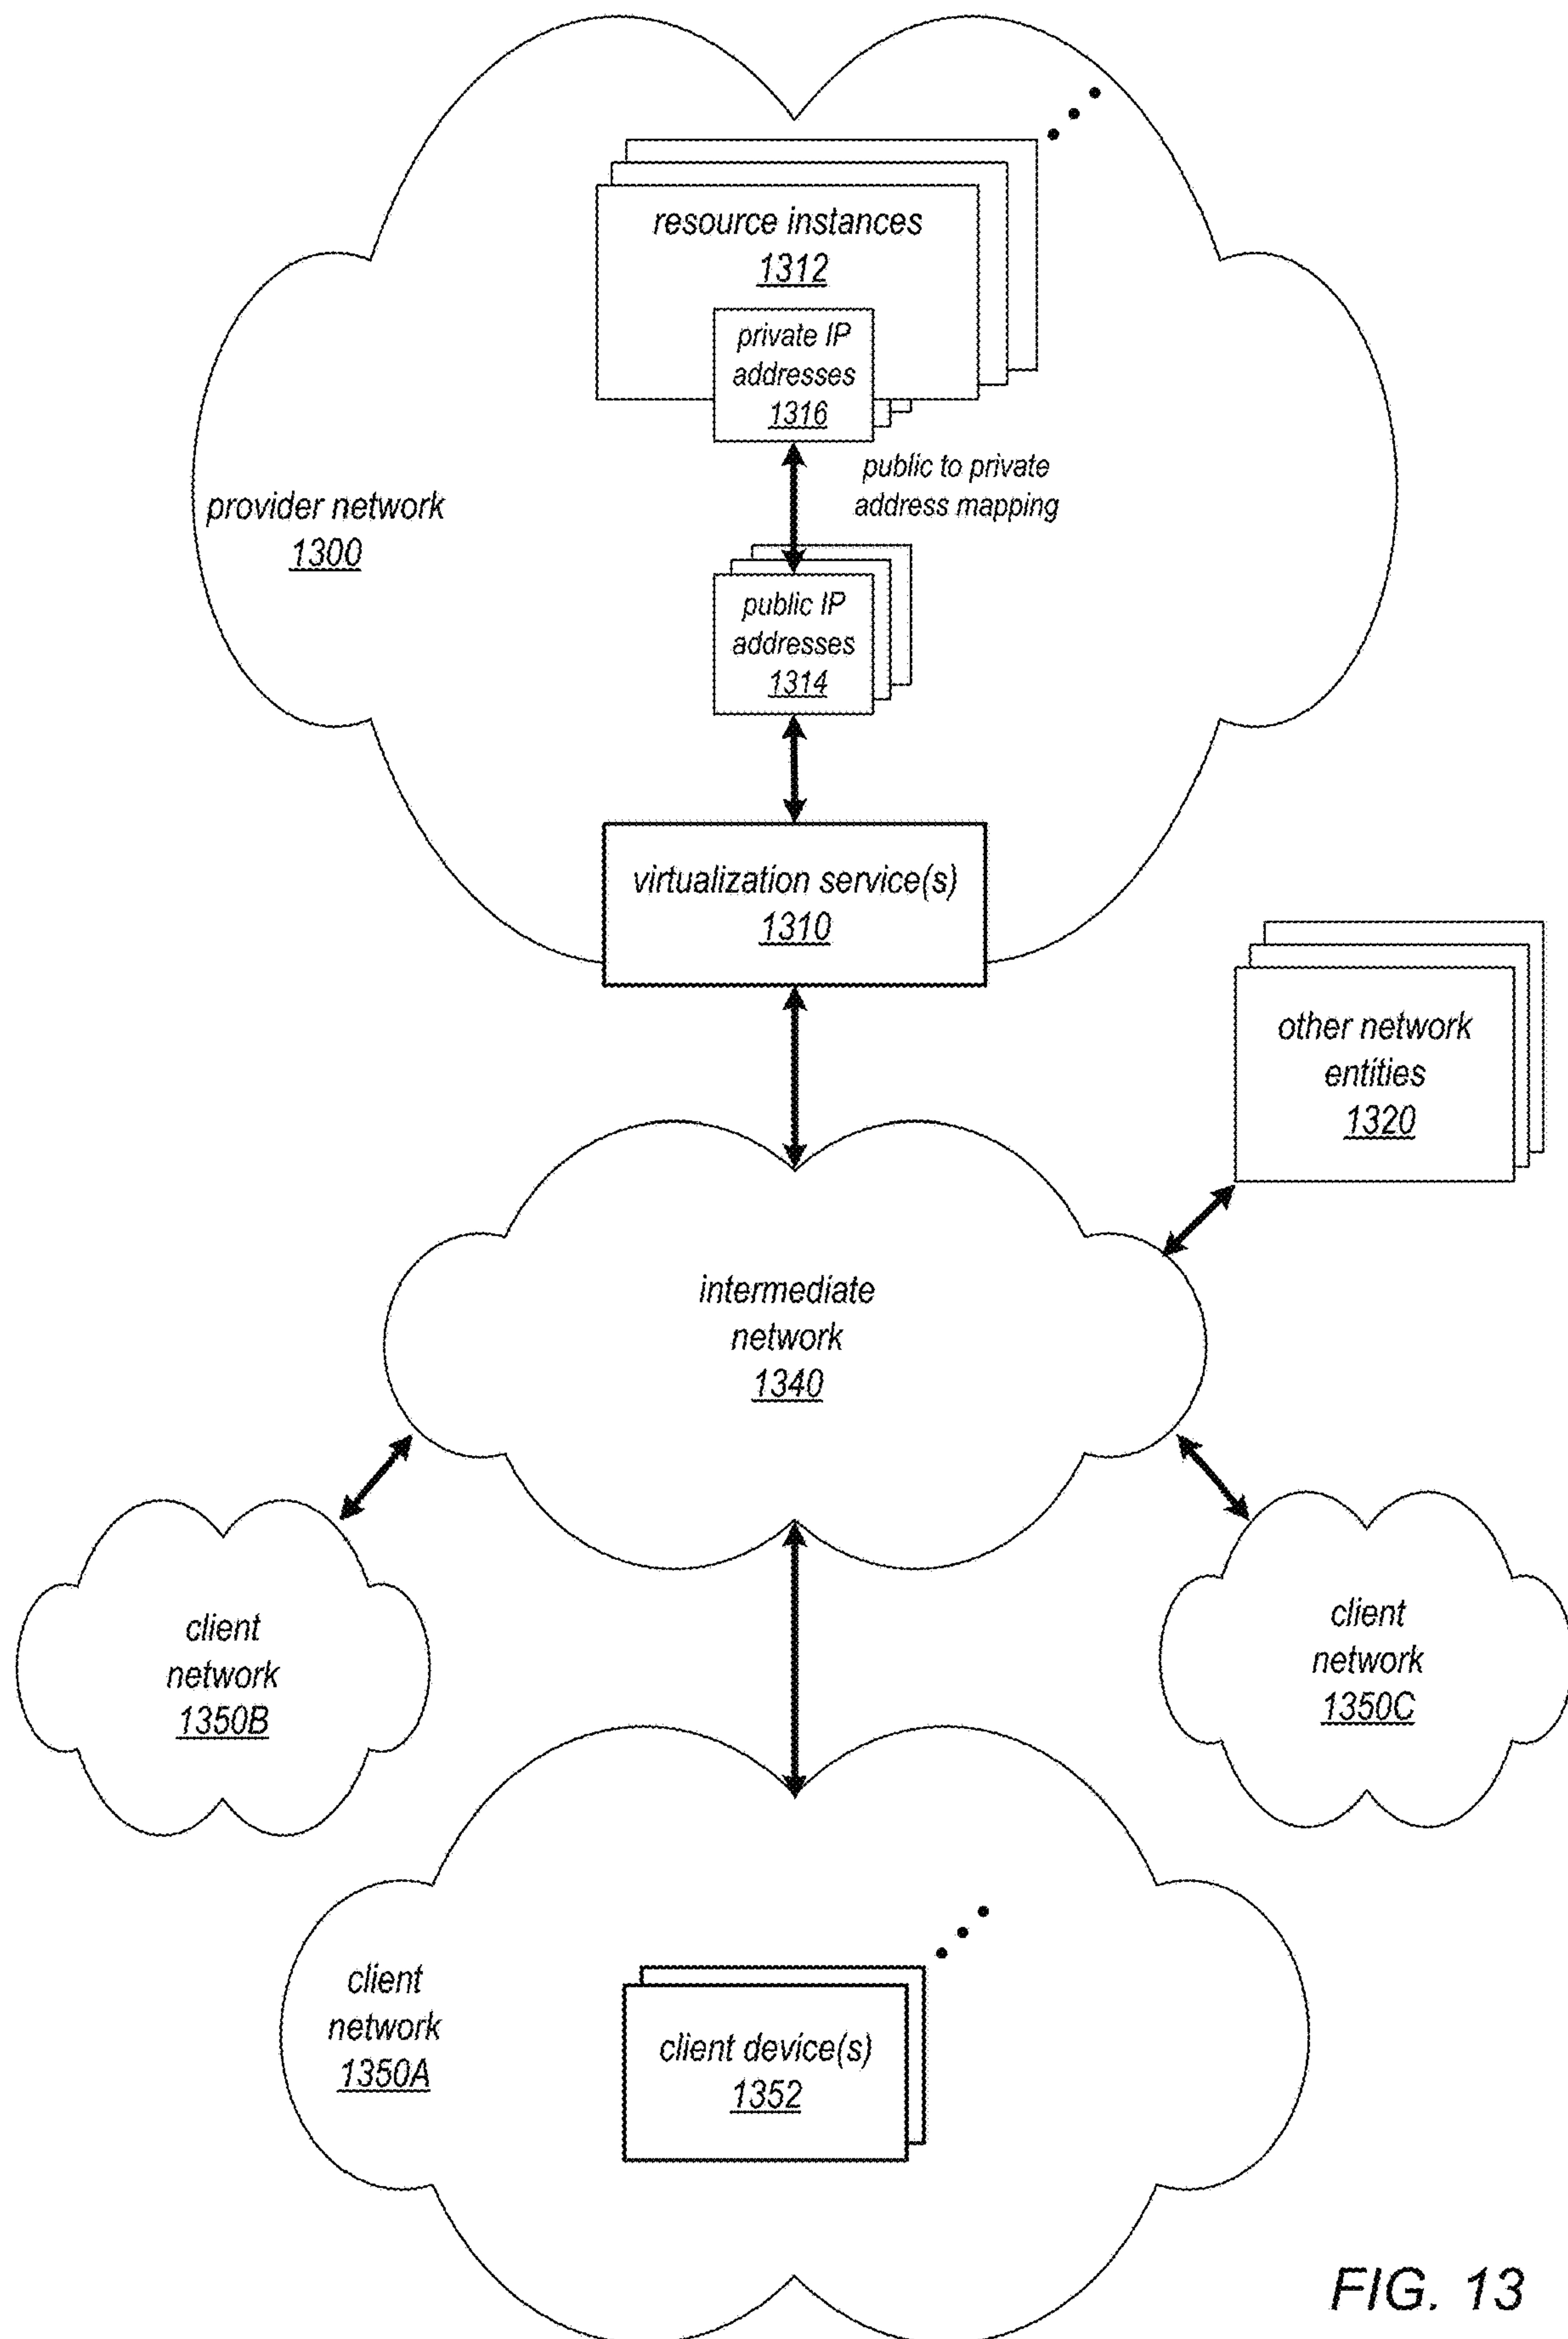 resource instances
1312
private IP
addresses
1316
public to private
address mapping
provider network
1300
public IP
addresses
1314
virtualization service(s)
1310
other network
entities
1320
intermediate
network
1340
client
network
1350B
client
network
1350C
client
network
1350A
client device(s)
1352
FIG. 13